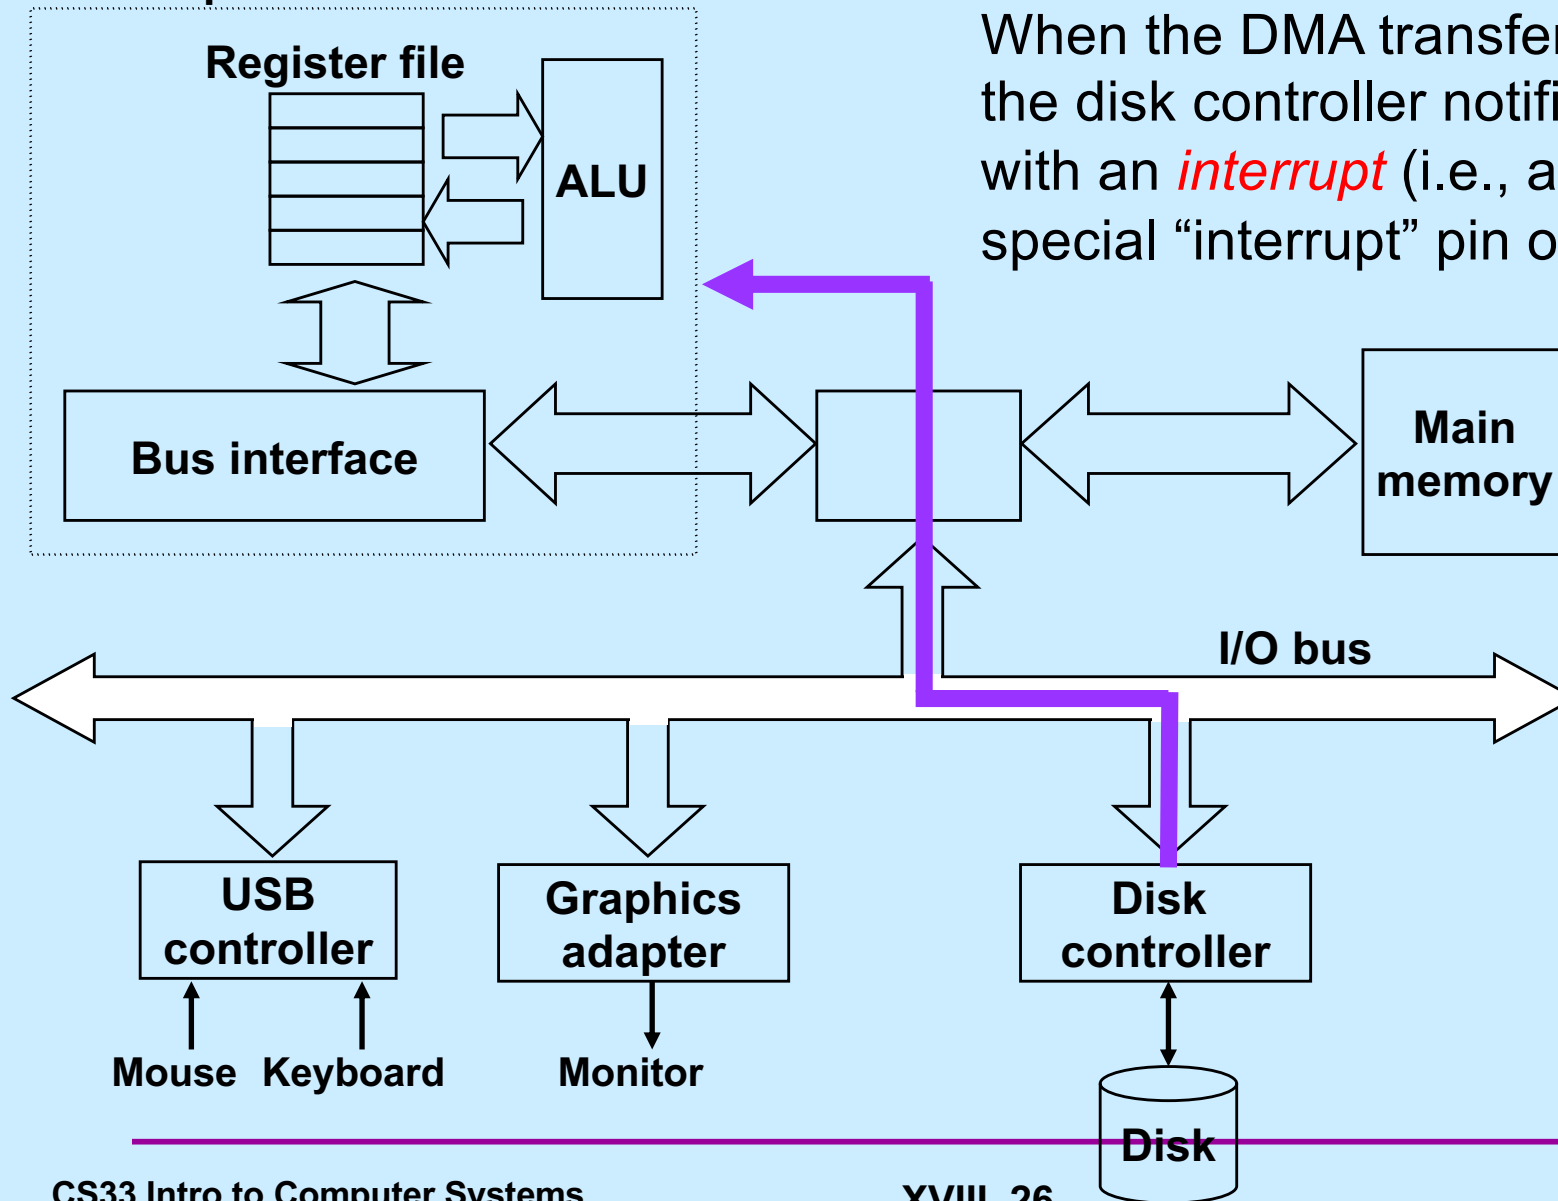 When the DMA transfer
the disk controller notifi
with an interrupt (i.e., a
special “interrupt” pin o
Register file
ALU
Bus interface
Main
memory
I/O bus
USB
controller
Graphics
adapter
Disk
controller
Mouse Keyboard
Monitor
Disk
CS33 Intro to Computer Systems
XVIII 26